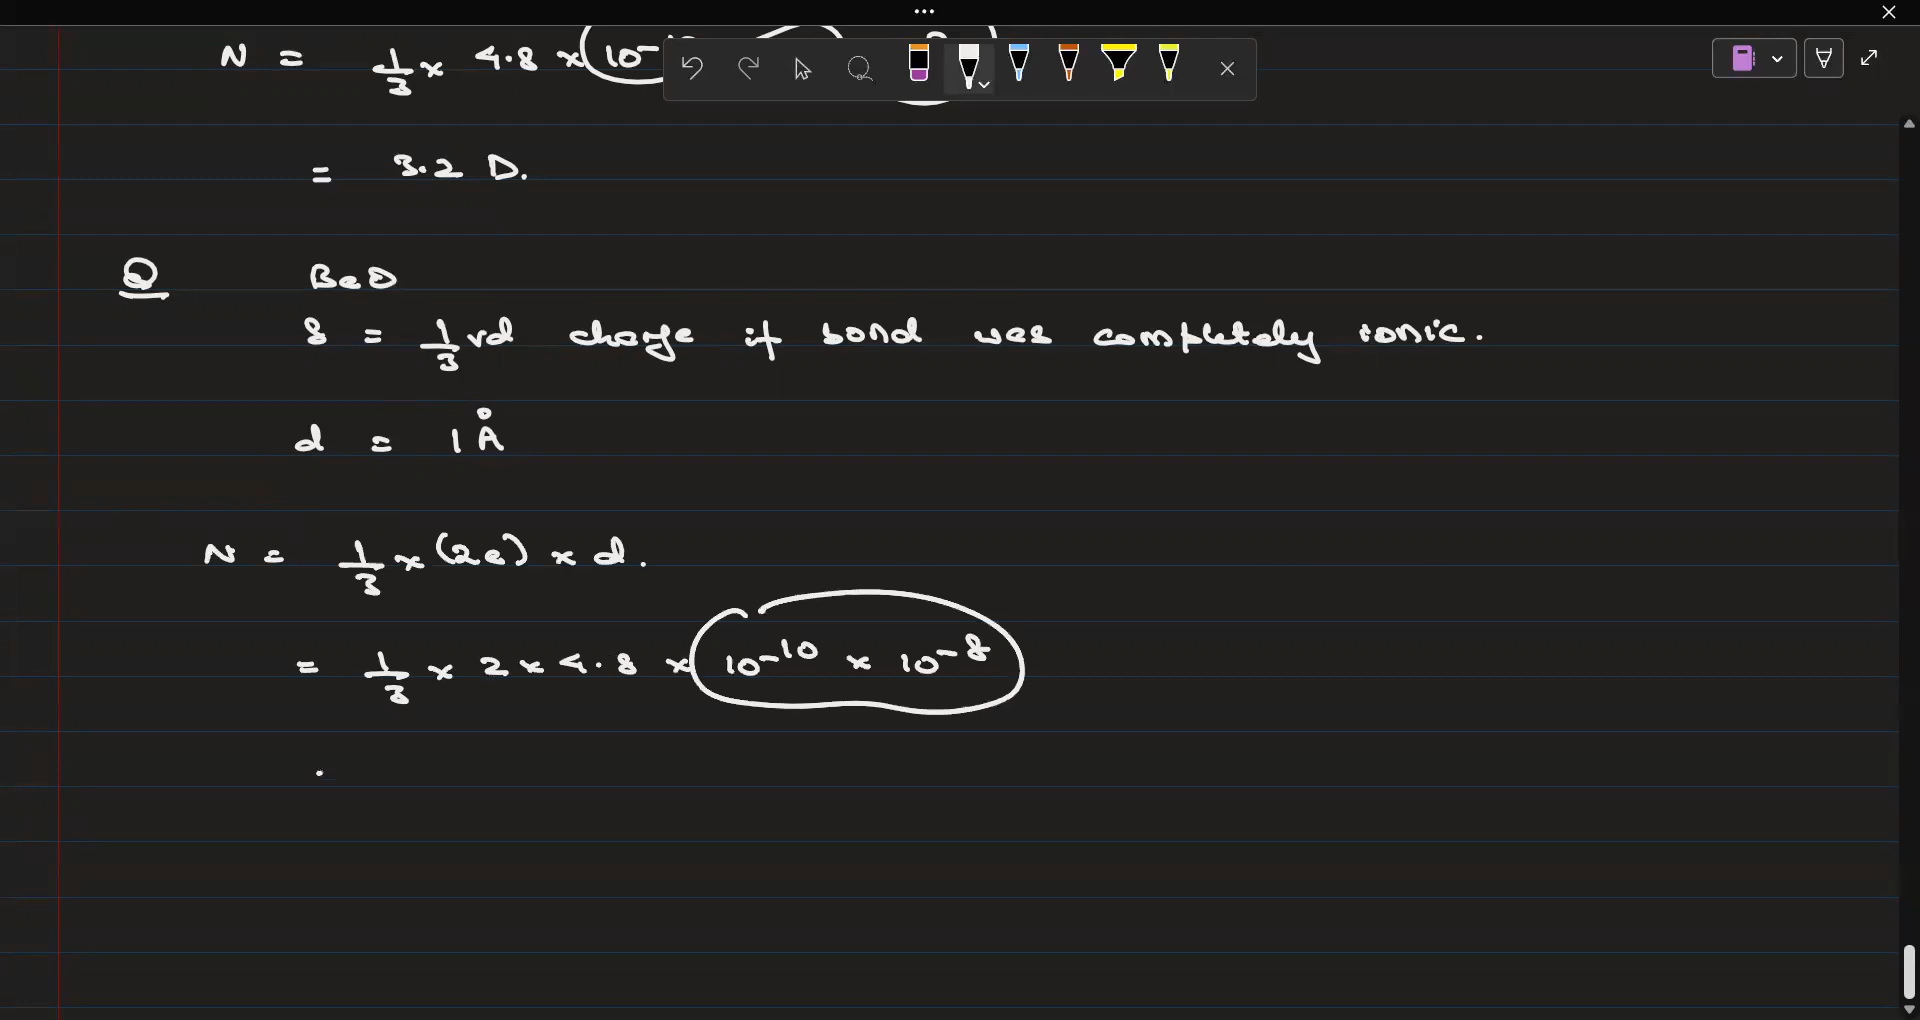 N = 1/3 × 4.8 × 10⁻
= 3.2 D.
Q BeO
δ = 1/3 rd charge if bond was completely ionic.
d = 1 Å
N = 1/3 × (2e) × d.
= 1/3 × 2 × 4.8 × 10⁻¹⁰ × 10⁻⁸